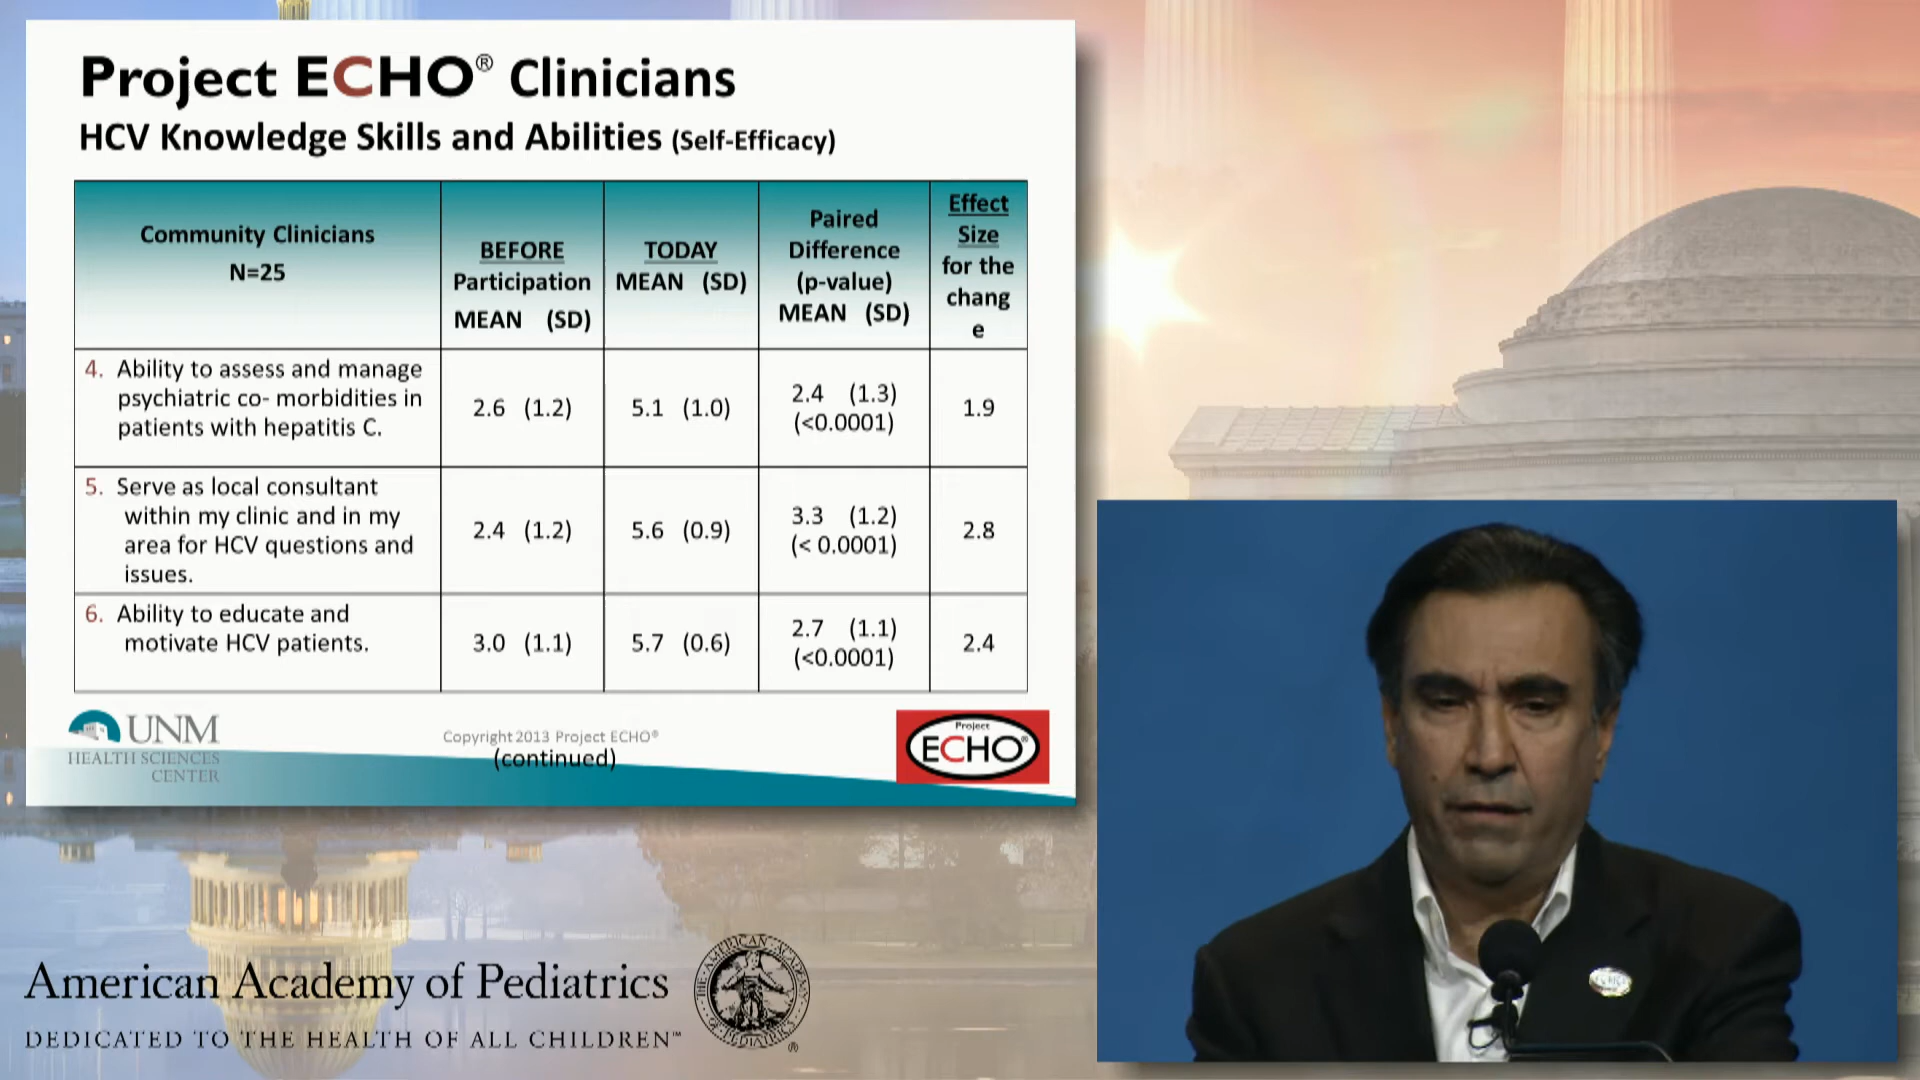 Project ECHO® Clinicians
HCV Knowledge Skills and Abilities (Self-Efficacy)
Community Clinicians
N=25
BEFORE
Participation
MEAN (SD)
TODAY
MEAN (SD)
Paired
Difference
(p-value)
MEAN (SD)
Effect
Size
for the
chang
e
4. Ability to assess and manage
psychiatric co- morbidities in
patients with hepatitis C.
2.6 (1.2)
5.1 (1.0)
2.4 (1.3)
(<0.0001)
1.9
5. Serve as local consultant
within my clinic and in my
area for HCV questions and
issues.
2.4 (1.2)
5.6 (0.9)
3.3 (1.2)
(< 0.0001)
2.8
6. Ability to educate and
motivate HCV patients.
3.0 (1.1)
5.7 (0.6)
2.7 (1.1)
(<0.0001)
2.4
UNM
HEALTH SCIENCES
CENTER
Copyright 2013 Project ECHO®
(continued)
Project
ECHO®
American Academy of Pediatrics
DEDICATED TO THE HEALTH OF ALL CHILDREN™
THE AMERICAN ACADEMY OF PEDIATRICS
®